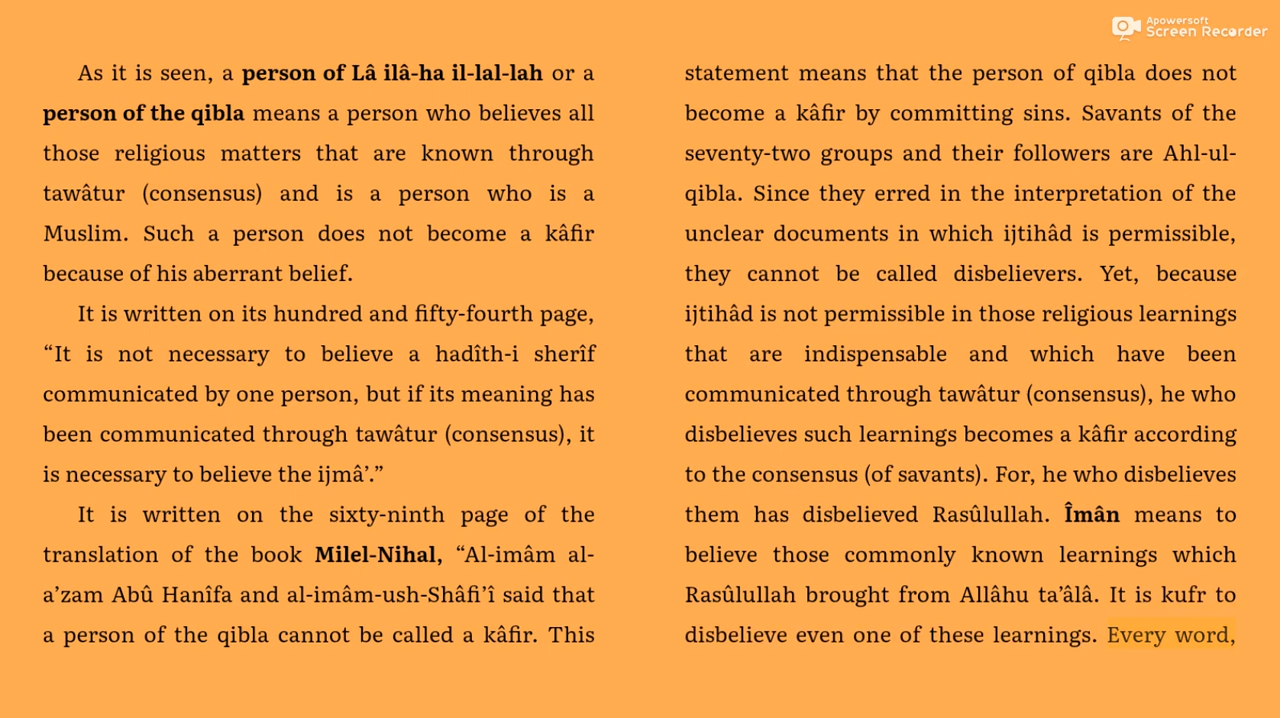 Apowersoft
Screen Recorder
As it is seen, a person of Lâ ilâ-ha il-lal-lah or a
person of the qibla means a person who believes all
those religious matters that are known through
tawâtur (consensus) and is a person who is a
Muslim. Such a person does not become a kâfir
because of his aberrant belief.
It is written on its hundred and fifty-fourth page,
“It is not necessary to believe a hadîth-i sherîf
communicated by one person, but if its meaning has
been communicated through tawâtur (consensus), it
is necessary to believe the ijmâ’.”
It is written on the sixty-ninth page of the
translation of the book Milel-Nihal, “Al-imâm al-
a’zam Abû Hanîfa and al-imâm-ush-Shâfi’î said that
a person of the qibla cannot be called a kâfir. This
statement means that the person of qibla does not
become a kâfir by committing sins. Savants of the
seventy-two groups and their followers are Ahl-ul-
qibla. Since they erred in the interpretation of the
unclear documents in which ijtihâd is permissible,
they cannot be called disbelievers. Yet, because
ijtihâd is not permissible in those religious learnings
that are indispensable and which have been
communicated through tawâtur (consensus), he who
disbelieves such learnings becomes a kâfir according
to the consensus (of savants). For, he who disbelieves
them has disbelieved Rasûlullah. Îmân means to
believe those commonly known learnings which
Rasûlullah brought from Allâhu ta’âlâ. It is kufr to
disbelieve even one of these learnings. Every word,